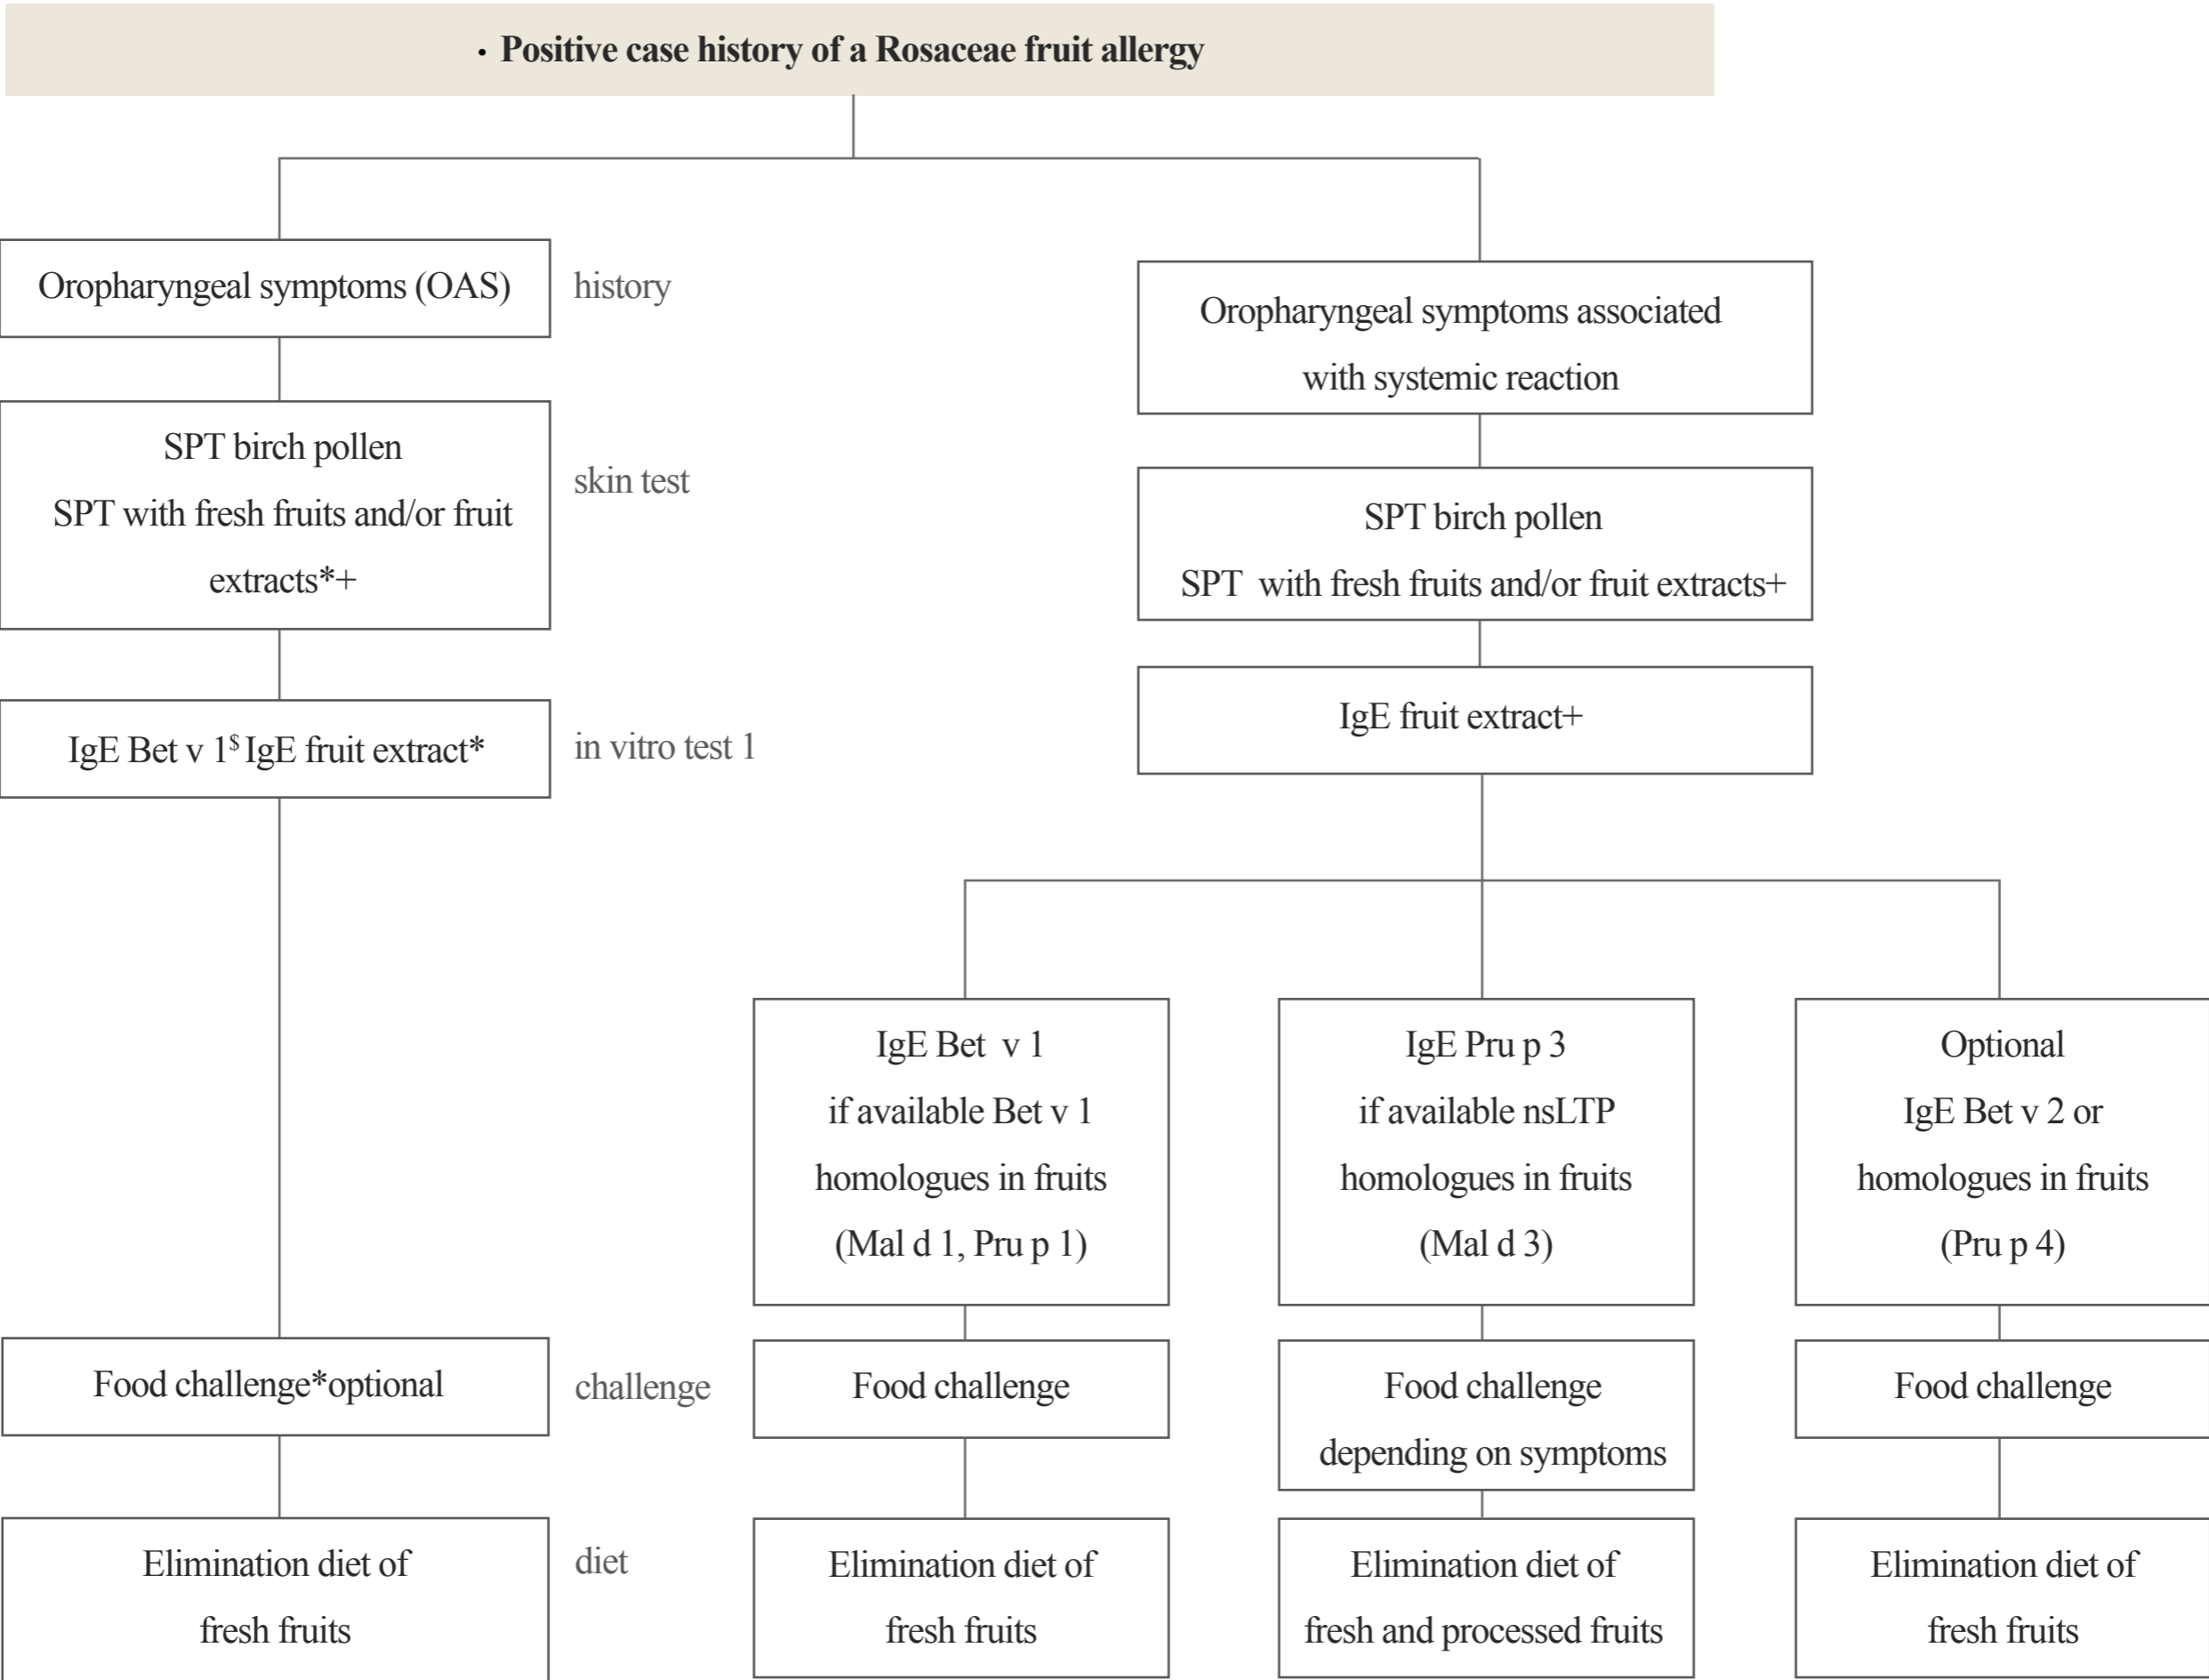 · Positive case history of a Rosaceae fruit allergy
Oropharyngeal symptoms (OAS)
history
Oropharyngeal symptoms associated
with systemic reaction
SPT birch pollen
SPT with fresh fruits and/or fruit
extracts*+
skin test
SPT birch pollen
SPT with fresh fruits and/or fruit extracts+
IgE Bet v 1$ IgE fruit extract*
in vitro test 1
IgE fruit extract+
IgE Bet v 1
if available Bet v 1
homologues in fruits
(Mal d 1, Pru p 1)
IgE Pru p 3
if available nsLTP
homologues in fruits
(Mal d 3)
Optional
IgE Bet v 2 or
homologues in fruits
(Pru p 4)
Food challenge*optional
challenge
Food challenge
Food challenge
depending on symptoms
Food challenge
Elimination diet of
fresh fruits
diet
Elimination diet of
fresh fruits
Elimination diet of
fresh and processed fruits
Elimination diet of
fresh fruits